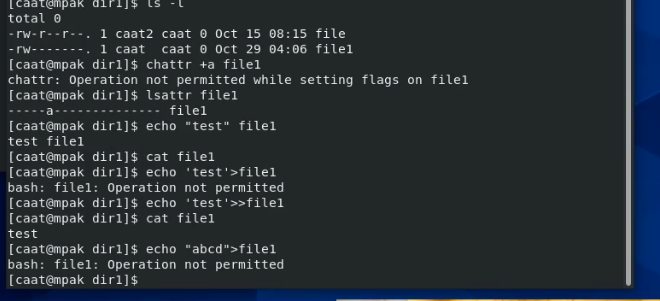 [caat@mpak dir1]$ ls -l
total 0
-rw-r--r--. 1 caat2 caat 0 Oct 15 08:15 file
-rw-------. 1 caat  caat 0 Oct 29 04:06 file1
[caat@mpak dir1]$ chattr +a file1
chattr: Operation not permitted while setting flags on file1
[caat@mpak dir1]$ lsattr file1
-----a-------------- file1
[caat@mpak dir1]$ echo "test" file1
test file1
[caat@mpak dir1]$ cat file1
[caat@mpak dir1]$ echo 'test'>file1
bash: file1: Operation not permitted
[caat@mpak dir1]$ echo 'test'>>file1
[caat@mpak dir1]$ cat file1
test
[caat@mpak dir1]$ echo "abcd">file1
bash: file1: Operation not permitted
[caat@mpak dir1]$